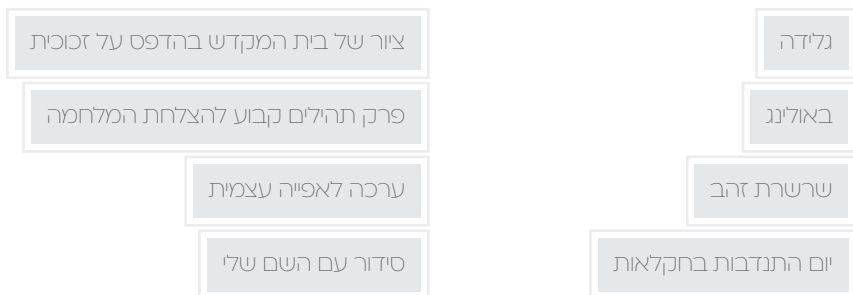 גלידה
באולינג
שרשרת זהב
יום התנדבות בחקלאות
ציור של בית המקדש בהדפס על זכוכית
פרק תהילים קבוע להצלחת המלחמה
ערכה לאפייה עצמית
סידור עם השם שלי